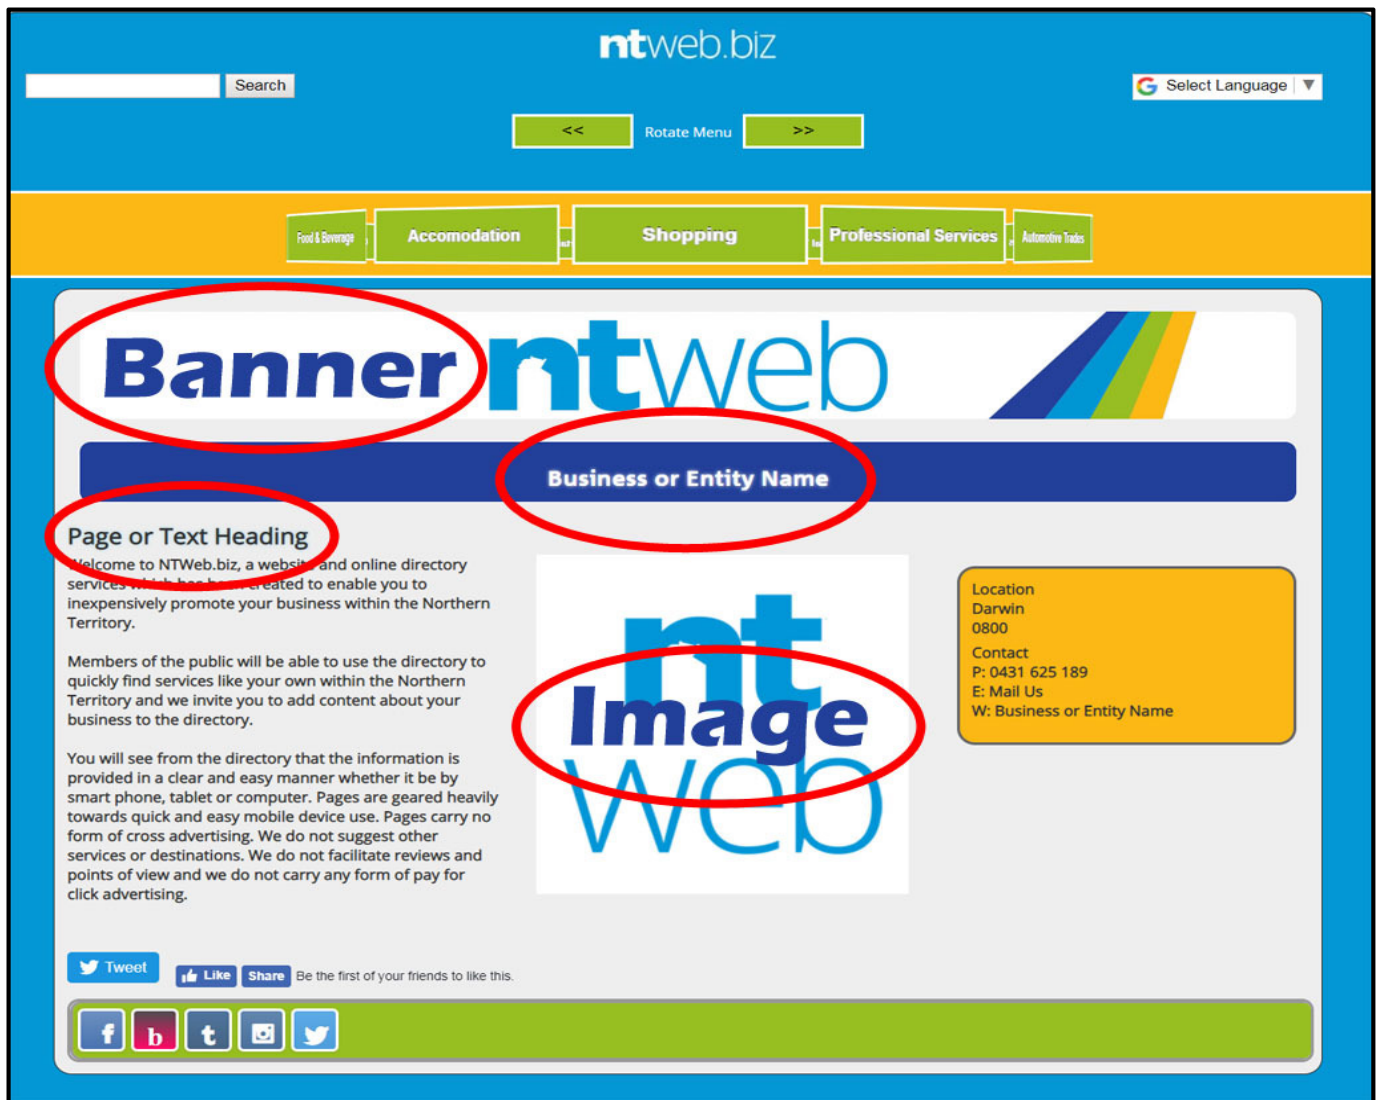 ntweb.biz
Search
Select Language
<< Rotate Menu >>
Food & Beverage
Accomodation
Shopping
Professional Services
Automotive Trades
Banner ntweb
Business or Entity Name
Page or Text Heading
Welcome to NTWeb.biz, a website and online directory
services which has been created to enable you to
inexpensively promote your business within the Northern
Territory.
Members of the public will be able to use the directory to
quickly find services like your own within the Northern
Territory and we invite you to add content about your
business to the directory.
You will see from the directory that the information is
provided in a clear and easy manner whether it be by
smart phone, tablet or computer. Pages are geared heavily
towards quick and easy mobile device use. Pages carry no
form of cross advertising. We do not suggest other
services or destinations. We do not facilitate reviews and
points of view and we do not carry any form of pay for
click advertising.
nt
Image
web
Location
Darwin
0800
Contact
P: 0431 625 189
E: Mail Us
W: Business or Entity Name
Tweet
Like Share Be the first of your friends to like this.